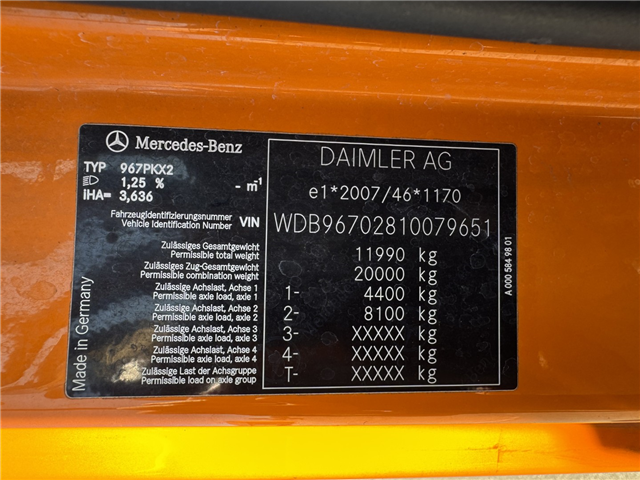 Mercedes-Benz
TYP 967PKX2
1,25 % - m⁻¹
iHA= 3,636
Fahrzeugidentifizierungsnummer
Vehicle Identification Number VIN
Zulässiges Gesamtgewicht
Permissible total weight
Zulässiges Zug-Gesamtgewicht
Permissible combination weight
Zulässige Achslast, Achse 1
Permissible axle load, axle 1
Zulässige Achslast, Achse 2
Permissible axle load, axle 2
Zulässige Achslast, Achse 3
Permissible axle load, axle 3
Zulässige Achslast, Achse 4
Permissible axle load, axle 4
Zulässige Last der Achsgruppe
Permissible load on axle group
DAIMLER AG
e1*2007/46*1170
WDB96702810079651
11990 kg
20000 kg
1- 4400 kg
2- 8100 kg
3- XXXXX kg
4- XXXXX kg
T- XXXXX kg
Made in Germany
A 000 584 98 01